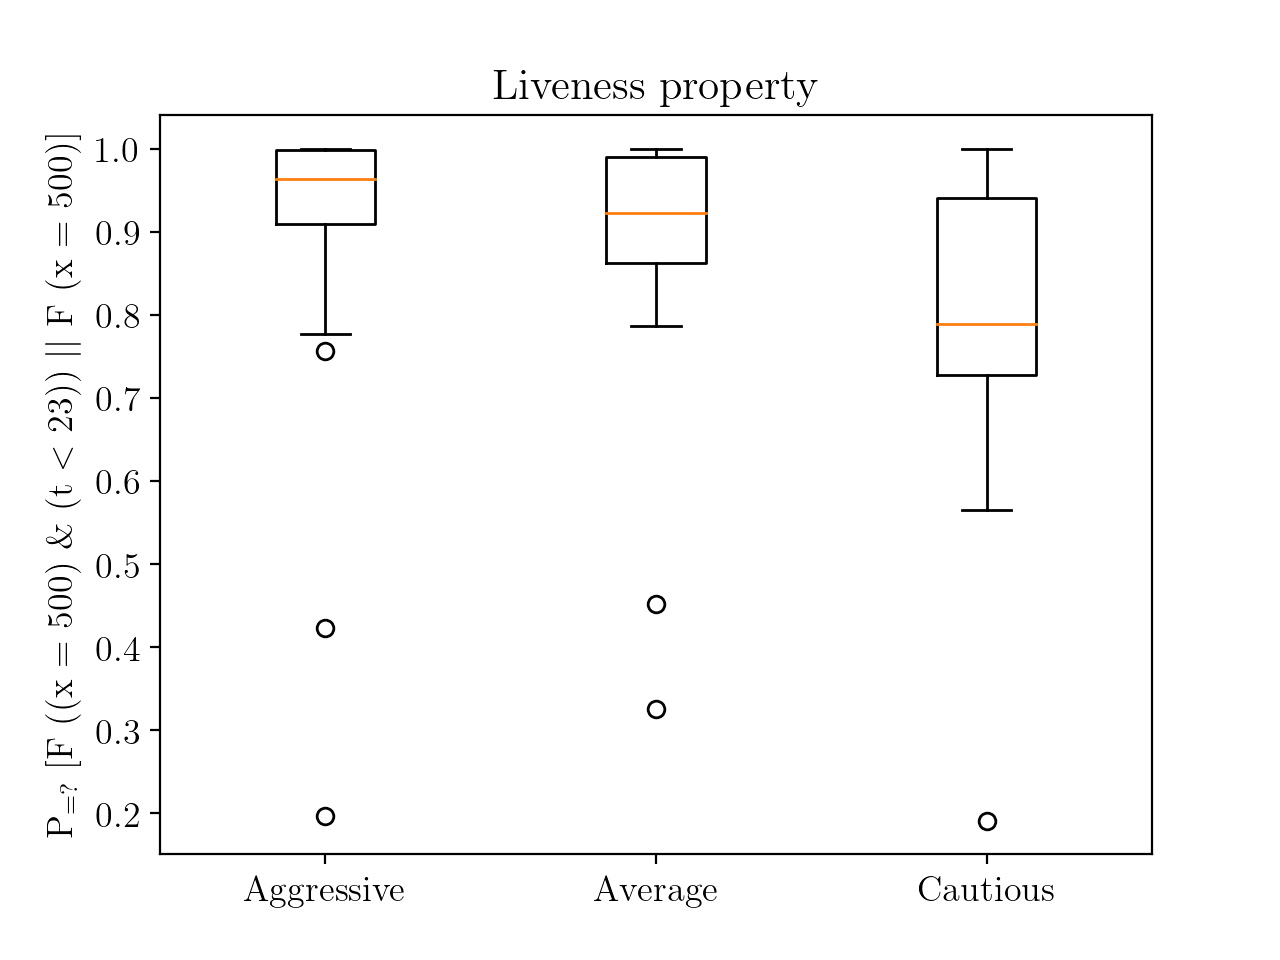 Liveness property
P=? [F ((x = 500) & (t < 23)) || F (x = 500)]
1.0
0.9
0.8
0.7
0.6
0.5
0.4
0.3
0.2
Aggressive
Average
Cautious